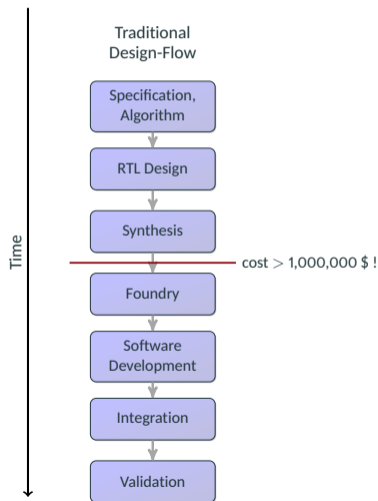 Traditional
Design-Flow
Specification,
Algorithm
RTL Design
Synthesis
Time
cost > 1,000,000 $ !
Foundry
Software
Development
Integration
Validation